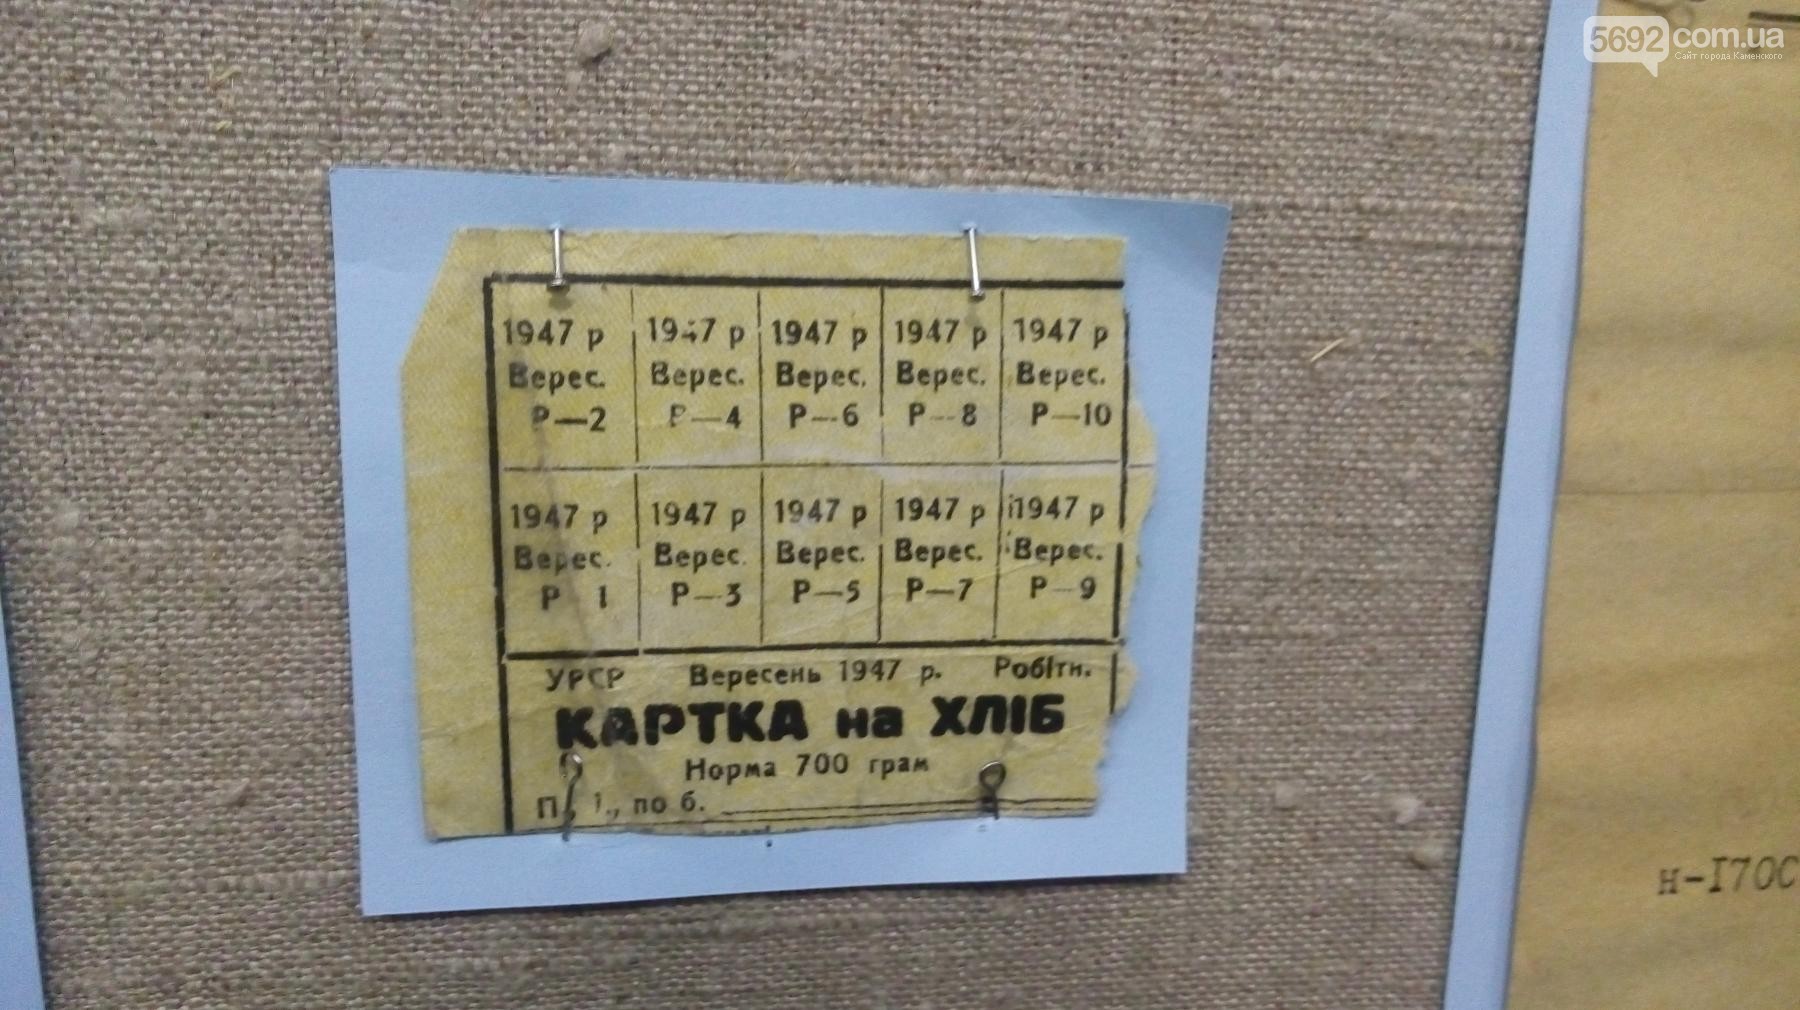 5692 com.ua
Сайт города Каменского
1947 р 1947 р 1947 р 1947 р 1947 р
Верес. Верес. Верес. Верес. Верес.
Р—2 Р—4 Р—6 Р—8 Р—10
1947 р 1947 р 1947 р 1947 р 1947 р
Верес. Верес. Верес. Верес. Верес.
Р 1 Р—3 Р—5 Р—7 Р—9
УРСР Вересень 1947 р. Робітн.
КАРТКА на ХЛІБ
Норма 700 грам
по б.
н-170